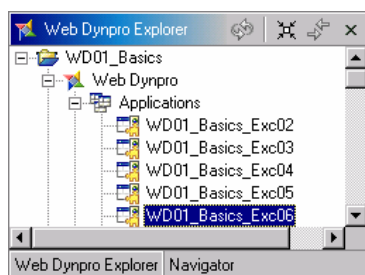 Web Dynpro Explorer
WD01_Basics
Web Dynpro
Applications
WD01_Basics_Exc02
WD01_Basics_Exc03
WD01_Basics_Exc04
WD01_Basics_Exc05
WD01_Basics_Exc06
Web Dynpro Explorer Navigator